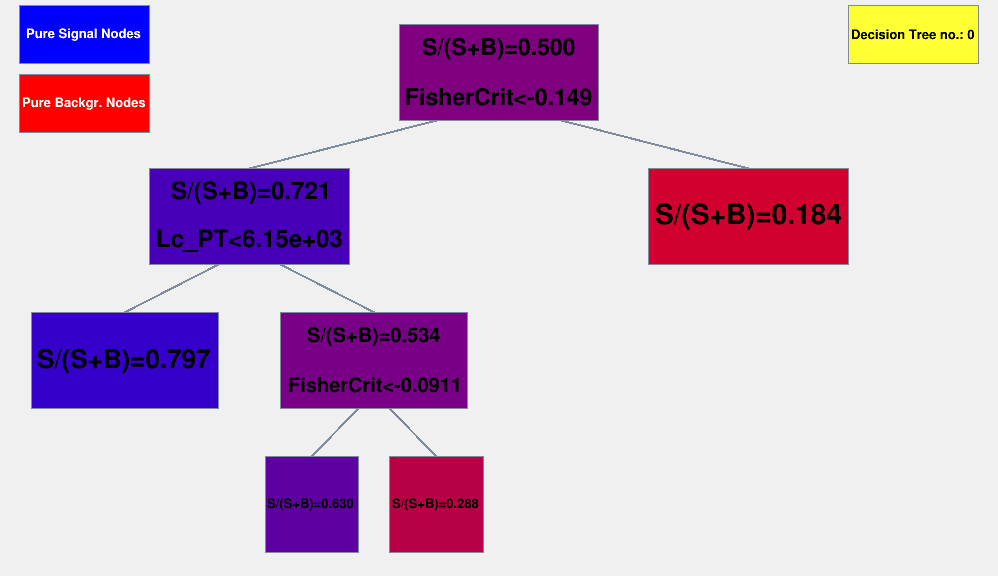 Pure Signal Nodes
Pure Backgr. Nodes
Decision Tree no.: 0
S/(S+B)=0.500
FisherCrit<-0.149
S/(S+B)=0.721
Lc_PT<6.15e+03
S/(S+B)=0.184
S/(S+B)=0.797
S/(S+B)=0.534
FisherCrit<-0.0911
S/(S+B)=0.630
S/(S+B)=0.288